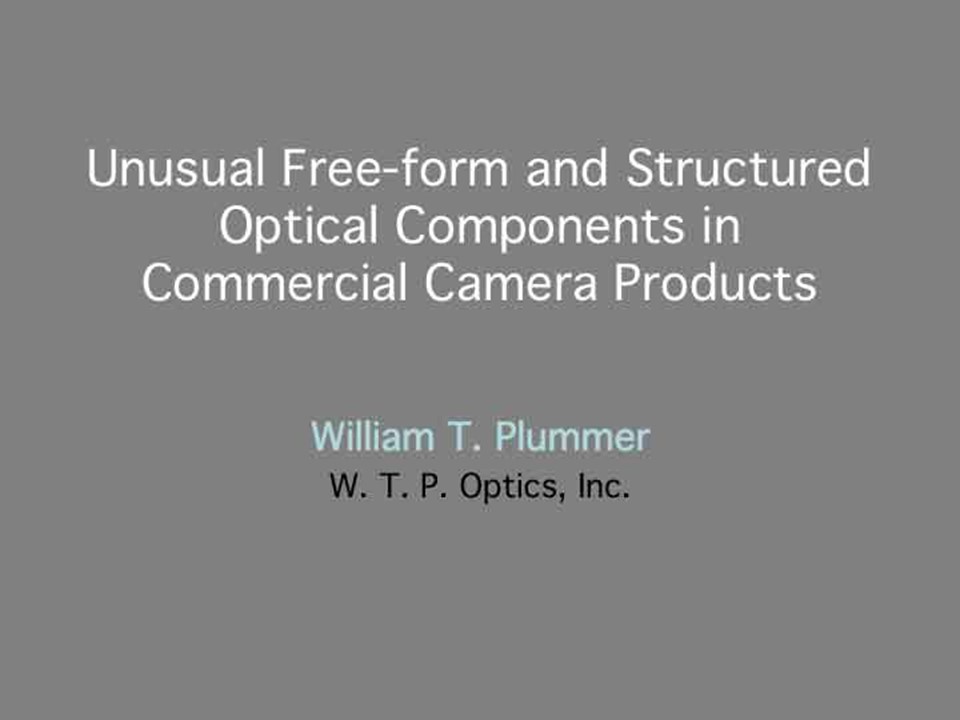 Unusual Free-form and Structured
Optical Components in
Commercial Camera Products
William T. Plummer
W. T. P. Optics, Inc.